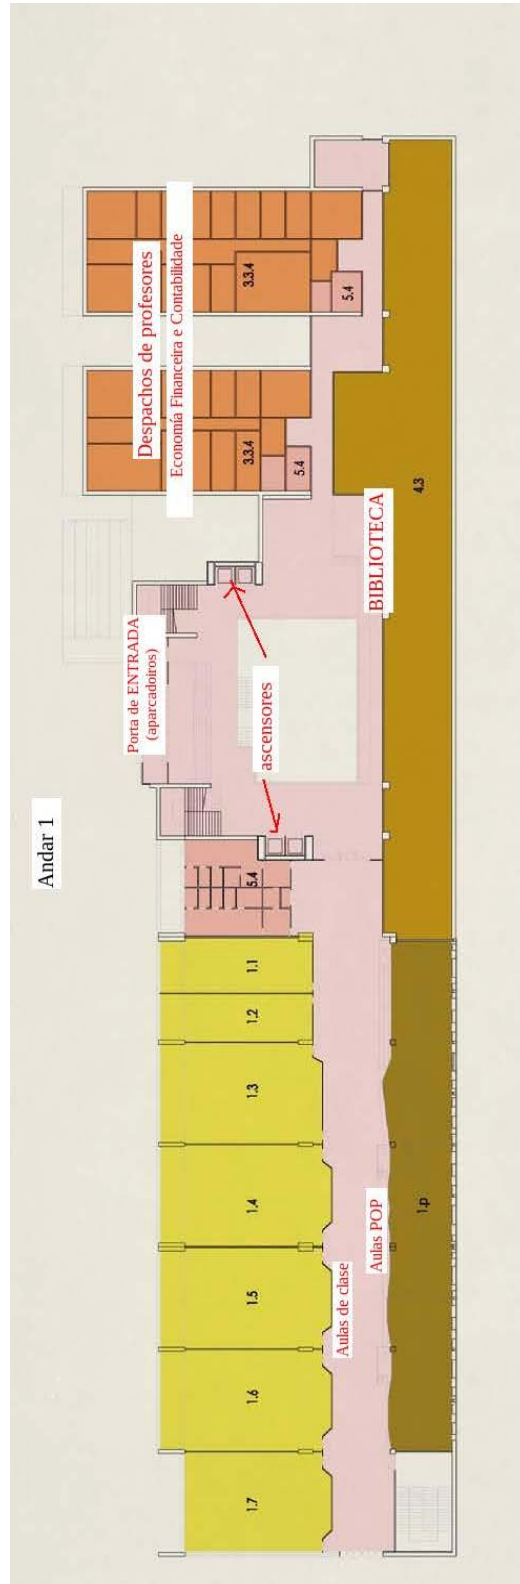 Despachos de profesores
Economía Financeira e Contabilidade
3.3.4
5.4
3.3.4
5.4
4.3
BIBLIOTECA
Porta de ENTRADA
(aparcadoiros)
ascensores
Andar 1
5.4
1.1
1.2
1.3
1.4
1.5
1.6
1.7
Aulas POP
Aulas de clase
1.p